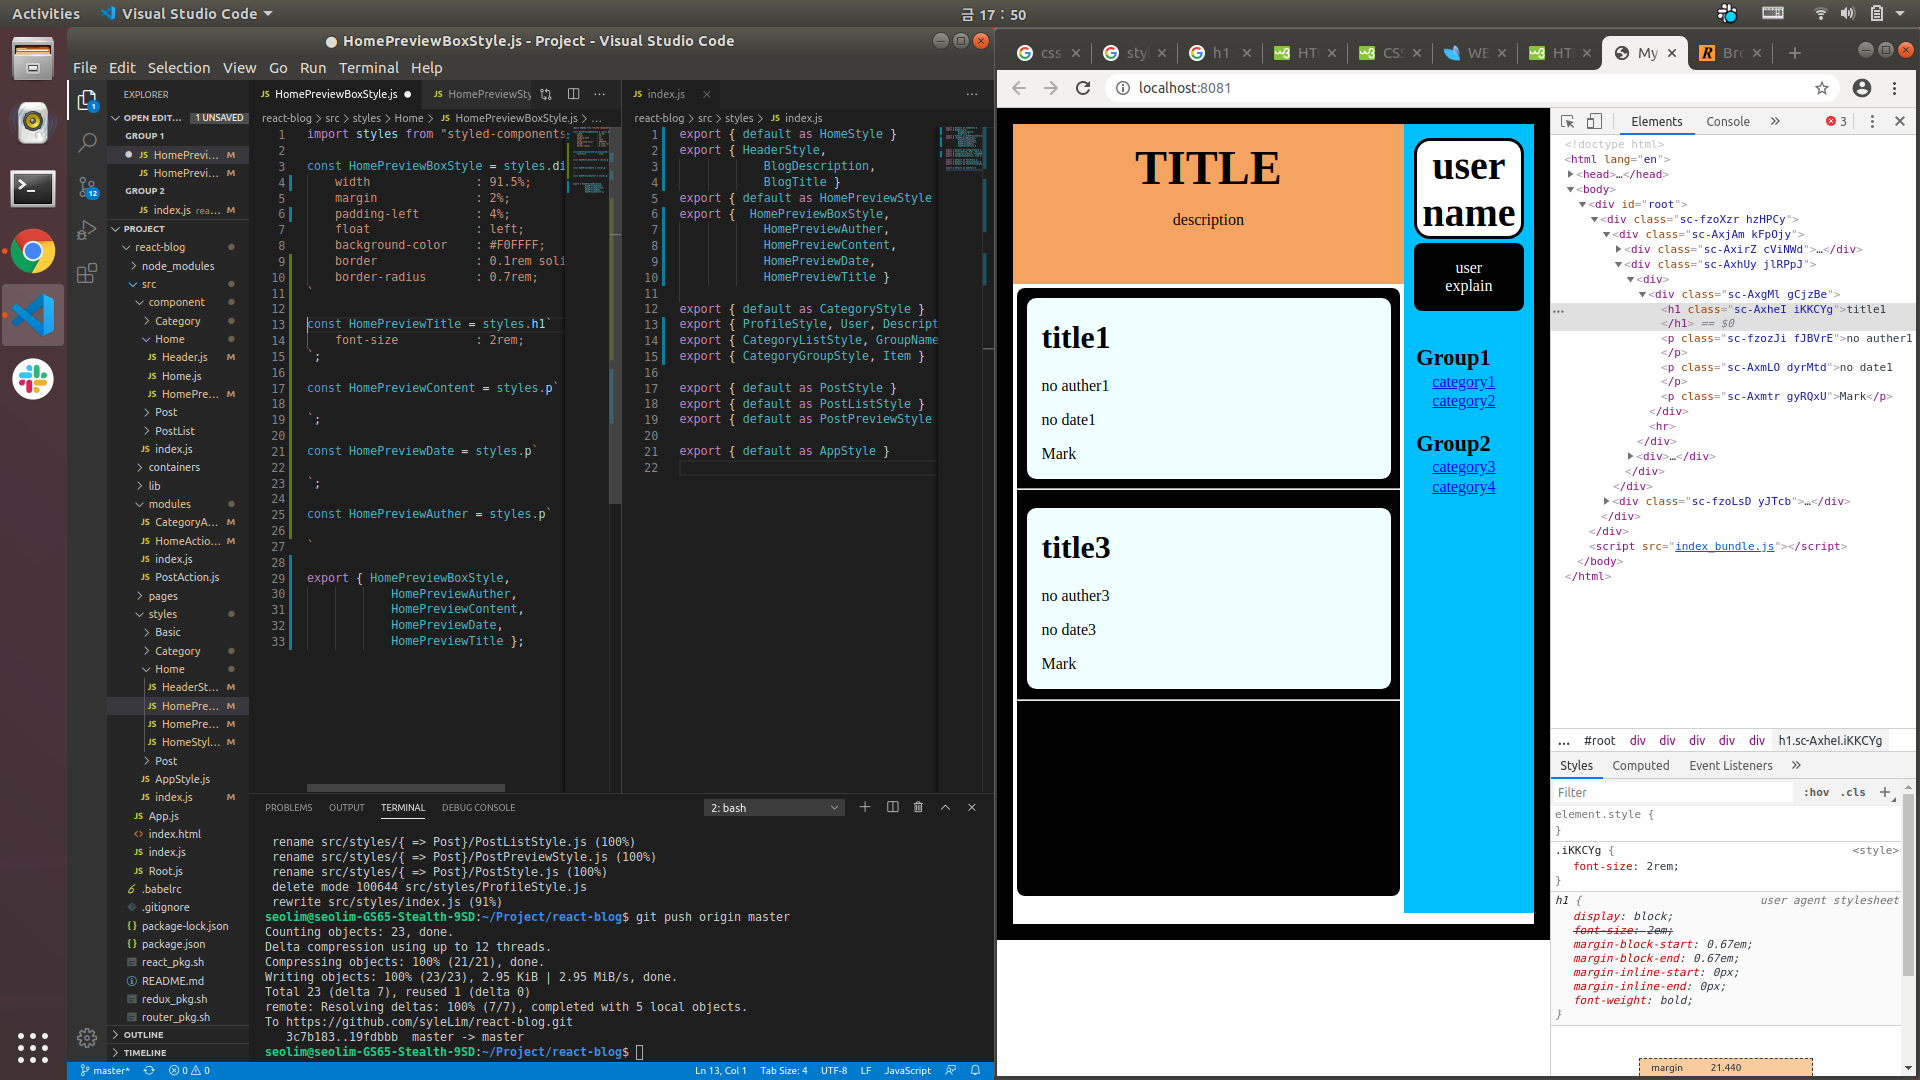 Activities
Visual Studio Code
금 17 : 50
HomePreviewBoxStyle.js - Project - Visual Studio Code
File Edit Selection View Go Run Terminal Help
EXPLORER
OPEN EDIT... 1 UNSAVED
GROUP 1
JS HomePrevi... M
JS HomePrevi... M
GROUP 2
JS index.js rea... M
PROJECT
react-blog
node_modules
src
component
Category
Home
JS Header.js M
JS Home.js
JS HomePre... M
Post
PostList
JS index.js
containers
lib
modules
JS CategoryA... M
JS HomeActio... M
JS index.js
JS PostAction.js
pages
styles
Basic
Category
Home
JS HeaderSt... M
JS HomePre... M
JS HomePre... M
JS HomeStyl... M
Post
JS AppStyle.js
JS index.js M
JS App.js
<> index.html
JS index.js
JS Root.js
.babelrc
.gitignore
{} package-lock.json
{} package.json
react_pkg.sh
README.md
redux_pkg.sh
router_pkg.sh
OUTLINE
TIMELINE
JS HomePreviewBoxStyle.js
JS HomePreviewSty
react-blog > src > styles > Home > JS HomePreviewBoxStyle.js > ...
1 import styles from "styled-components
2
3 const HomePreviewBoxStyle = styles.di
4 width : 91.5%;
5 margin : 2%;
6 padding-left : 4%;
7 float : left;
8 background-color : #F0FFFF;
9 border : 0.1rem soli
10 border-radius : 0.7rem;
11 `
12
13 const HomePreviewTitle = styles.h1`
14 font-size : 2rem;
15 `;
16
17 const HomePreviewContent = styles.p`
18
19 `;
20
21 const HomePreviewDate = styles.p`
22
23 `;
24
25 const HomePreviewAuther = styles.p`
26
27 `
28
29 export { HomePreviewBoxStyle,
30 HomePreviewAuther,
31 HomePreviewContent,
32 HomePreviewDate,
33 HomePreviewTitle };
JS index.js
react-blog > src > styles > JS index.js
1 export { default as HomeStyle }
2 export { HeaderStyle,
3 BlogDescription,
4 BlogTitle }
5 export { default as HomePreviewStyle
6 export { HomePreviewBoxStyle,
7 HomePreviewAuther,
8 HomePreviewContent,
9 HomePreviewDate,
10 HomePreviewTitle }
11
12 export { default as CategoryStyle }
13 export { ProfileStyle, User, Descript
14 export { CategoryListStyle, GroupName
15 export { CategoryGroupStyle, Item }
16
17 export { default as PostStyle }
18 export { default as PostListStyle }
19 export { default as PostPreviewStyle
20
21 export { default as AppStyle }
22
PROBLEMS OUTPUT TERMINAL DEBUG CONSOLE 2: bash
rename src/styles/{ => Post}/PostListStyle.js (100%)
rename src/styles/{ => Post}/PostPreviewStyle.js (100%)
rename src/styles/{ => Post}/PostStyle.js (100%)
delete mode 100644 src/styles/ProfileStyle.js
rewrite src/styles/index.js (91%)
seolim@seolim-GS65-Stealth-9SD:~/Project/react-blog$ git push origin master
Counting objects: 23, done.
Delta compression using up to 12 threads.
Compressing objects: 100% (21/21), done.
Writing objects: 100% (23/23), 2.95 KiB | 2.95 MiB/s, done.
Total 23 (delta 7), reused 1 (delta 0)
remote: Resolving deltas: 100% (7/7), completed with 5 local objects.
To https://github.com/syleLim/react-blog.git
3c7b183..19fdbbb master -> master
seolim@seolim-GS65-Stealth-9SD:~/Project/react-blog$
master* 0 0 Ln 13, Col 1 Tab Size: 4 UTF-8 LF JavaScript
css
sty
h1
HTI
CSS
WE
HTI
My
Bro
localhost:8081
TITLE
description
title1
no auther1
no date1
Mark
title3
no auther3
no date3
Mark
user
name
user
explain
Group1
category1
category2
Group2
category3
category4
Elements Console 3
<!doctype html>
<html lang="en">
<head>…</head>
<body>
<div id="root">
<div class="sc-fzoXzr hzHPCy">
<div class="sc-AxjAm kFpOjy">
<div class="sc-AxirZ cViNWd">…</div>
<div class="sc-AxhUy jlRPpJ">
<div>
<div class="sc-AxgMl gCjzBe">
<h1 class="sc-AxheI iKKCYg">title1
</h1> == $0
<p class="sc-fzozJi fJBVrE">no auther1
</p>
<p class="sc-AxmLO dyrMtd">no date1
</p>
<p class="sc-Axmtr gyRQxU">Mark</p>
</div>
<hr>
</div>
<div>…</div>
</div>
</div>
<div class="sc-fzoLsD yJTcb">…</div>
</div>
</div>
<script src="index_bundle.js"></script>
</body>
</html>
... #root div div div div div h1.sc-AxheI.iKKCYg
Styles Computed Event Listeners
Filter :hov .cls +
element.style {
}
.iKKCYg { <style>
font-size: 2rem;
}
h1 { user agent stylesheet
display: block;
font-size: 2em;
margin-block-start: 0.67em;
margin-block-end: 0.67em;
margin-inline-start: 0px;
margin-inline-end: 0px;
font-weight: bold;
}
margin 21.440